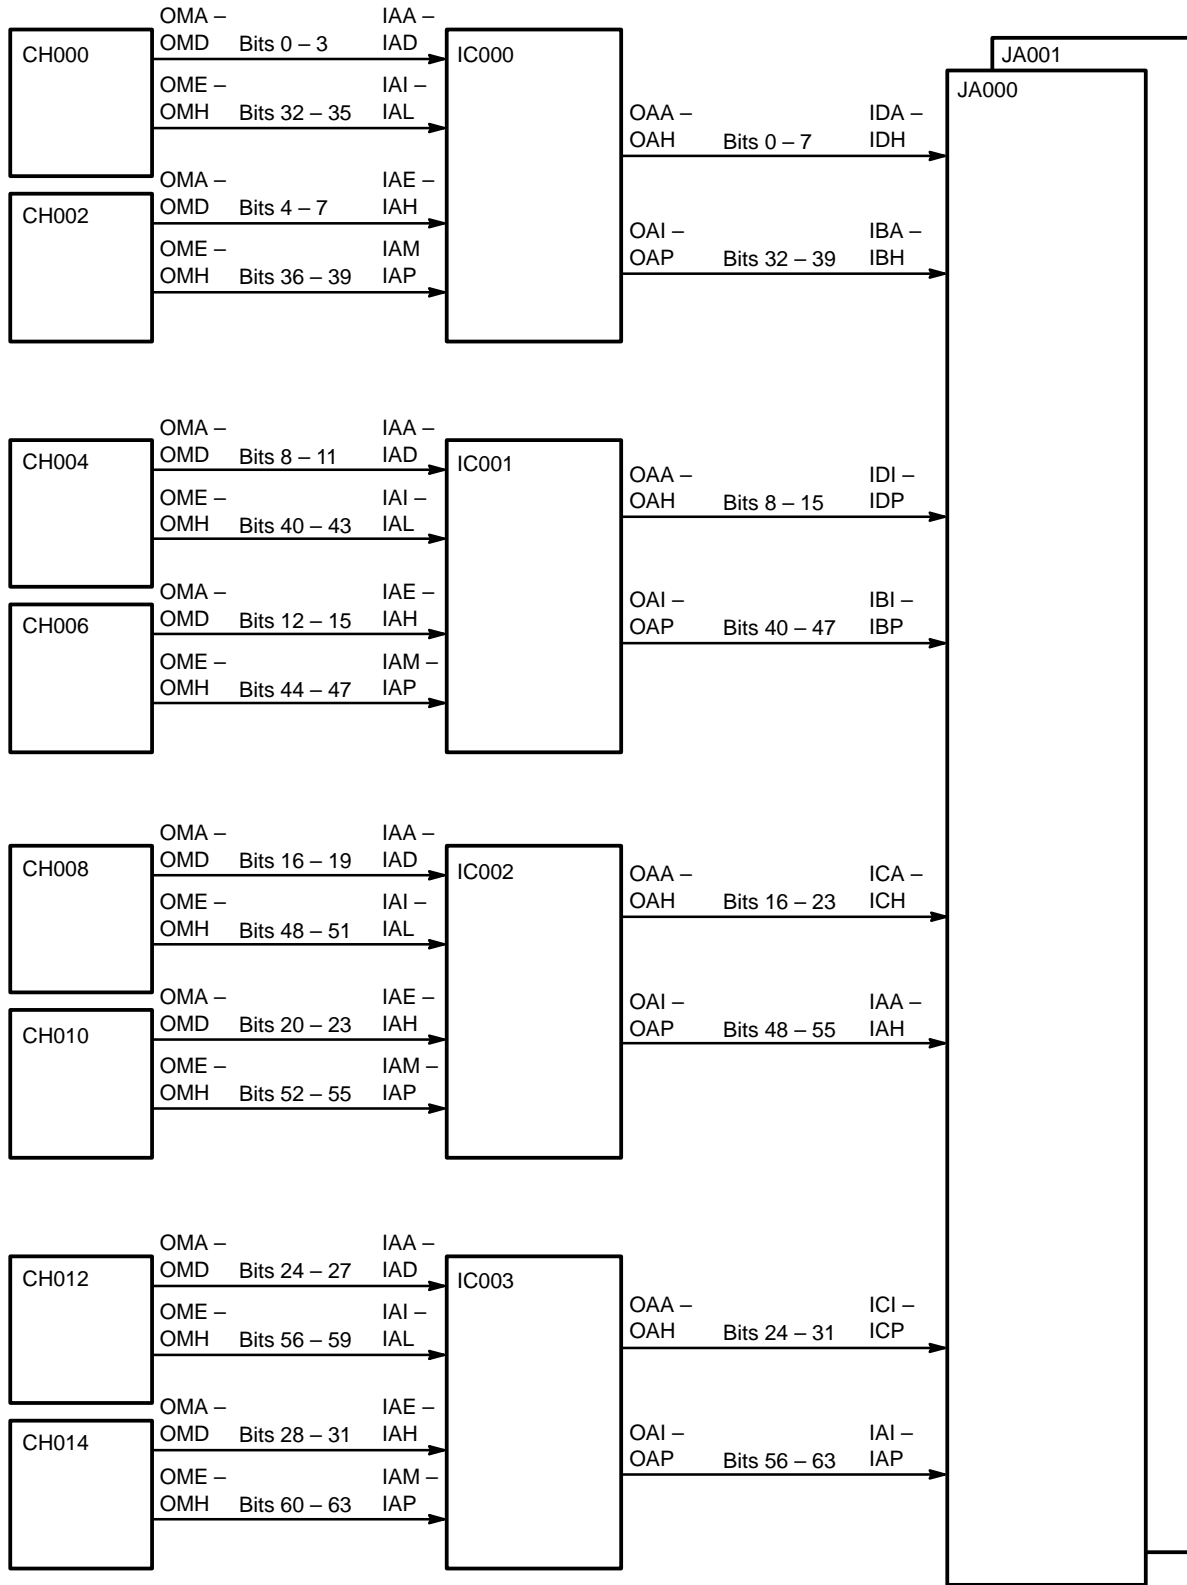 JA001
JA000
CH000
OMA –
OMD Bits 0 – 3
IAA –
IAD
OME –
OMH Bits 32 – 35
IAI –
IAL
IC000
CH002
OMA –
OMD Bits 4 – 7
IAE –
IAH
OME –
OMH Bits 36 – 39
IAM
IAP
OAA –
OAH Bits 0 – 7
IDA –
IDH
OAI –
OAP Bits 32 – 39
IBA –
IBH
CH004
OMA –
OMD Bits 8 – 11
IAA –
IAD
OME –
OMH Bits 40 – 43
IAI –
IAL
IC001
CH006
OMA –
OMD Bits 12 – 15
IAE –
IAH
OME –
OMH Bits 44 – 47
IAM –
IAP
OAA –
OAH Bits 8 – 15
IDI –
IDP
OAI –
OAP Bits 40 – 47
IBI –
IBP
CH008
OMA –
OMD Bits 16 – 19
IAA –
IAD
OME –
OMH Bits 48 – 51
IAI –
IAL
IC002
CH010
OMA –
OMD Bits 20 – 23
IAE –
IAH
OME –
OMH Bits 52 – 55
IAM –
IAP
OAA –
OAH Bits 16 – 23
ICA –
ICH
OAI –
OAP Bits 48 – 55
IAA –
IAH
CH012
OMA –
OMD Bits 24 – 27
IAA –
IAD
OME –
OMH Bits 56 – 59
IAI –
IAL
IC003
CH014
OMA –
OMD Bits 28 – 31
IAE –
IAH
OME –
OMH Bits 60 – 63
IAM –
IAP
OAA –
OAH Bits 24 – 31
ICI –
ICP
OAI –
OAP Bits 56 – 63
IAI –
IAP